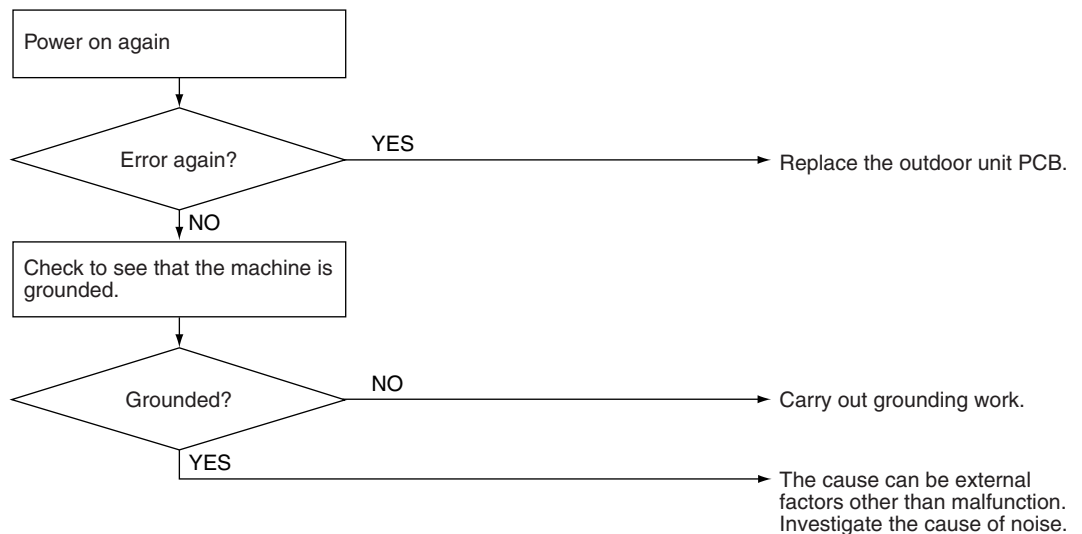 Power on again
Error again?
YES
Replace the outdoor unit PCB.
NO
Check to see that the machine is
grounded.
Grounded?
NO
Carry out grounding work.
YES
The cause can be external
factors other than malfunction.
Investigate the cause of noise.